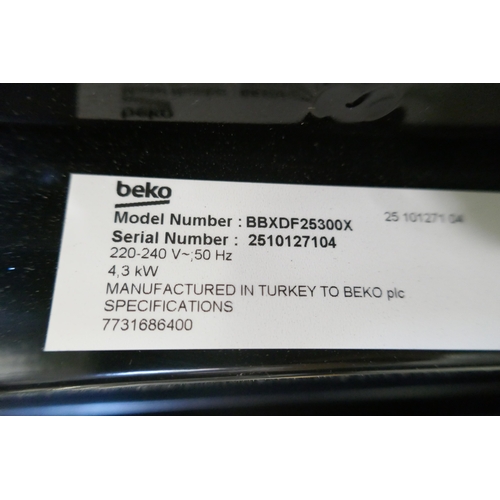 beko
Model Number : BBXDF25300X 25 101271 04
Serial Number : 2510127104
220-240 V~;50 Hz
4,3 kW
MANUFACTURED IN TURKEY TO BEKO plc
SPECIFICATIONS
7731686400